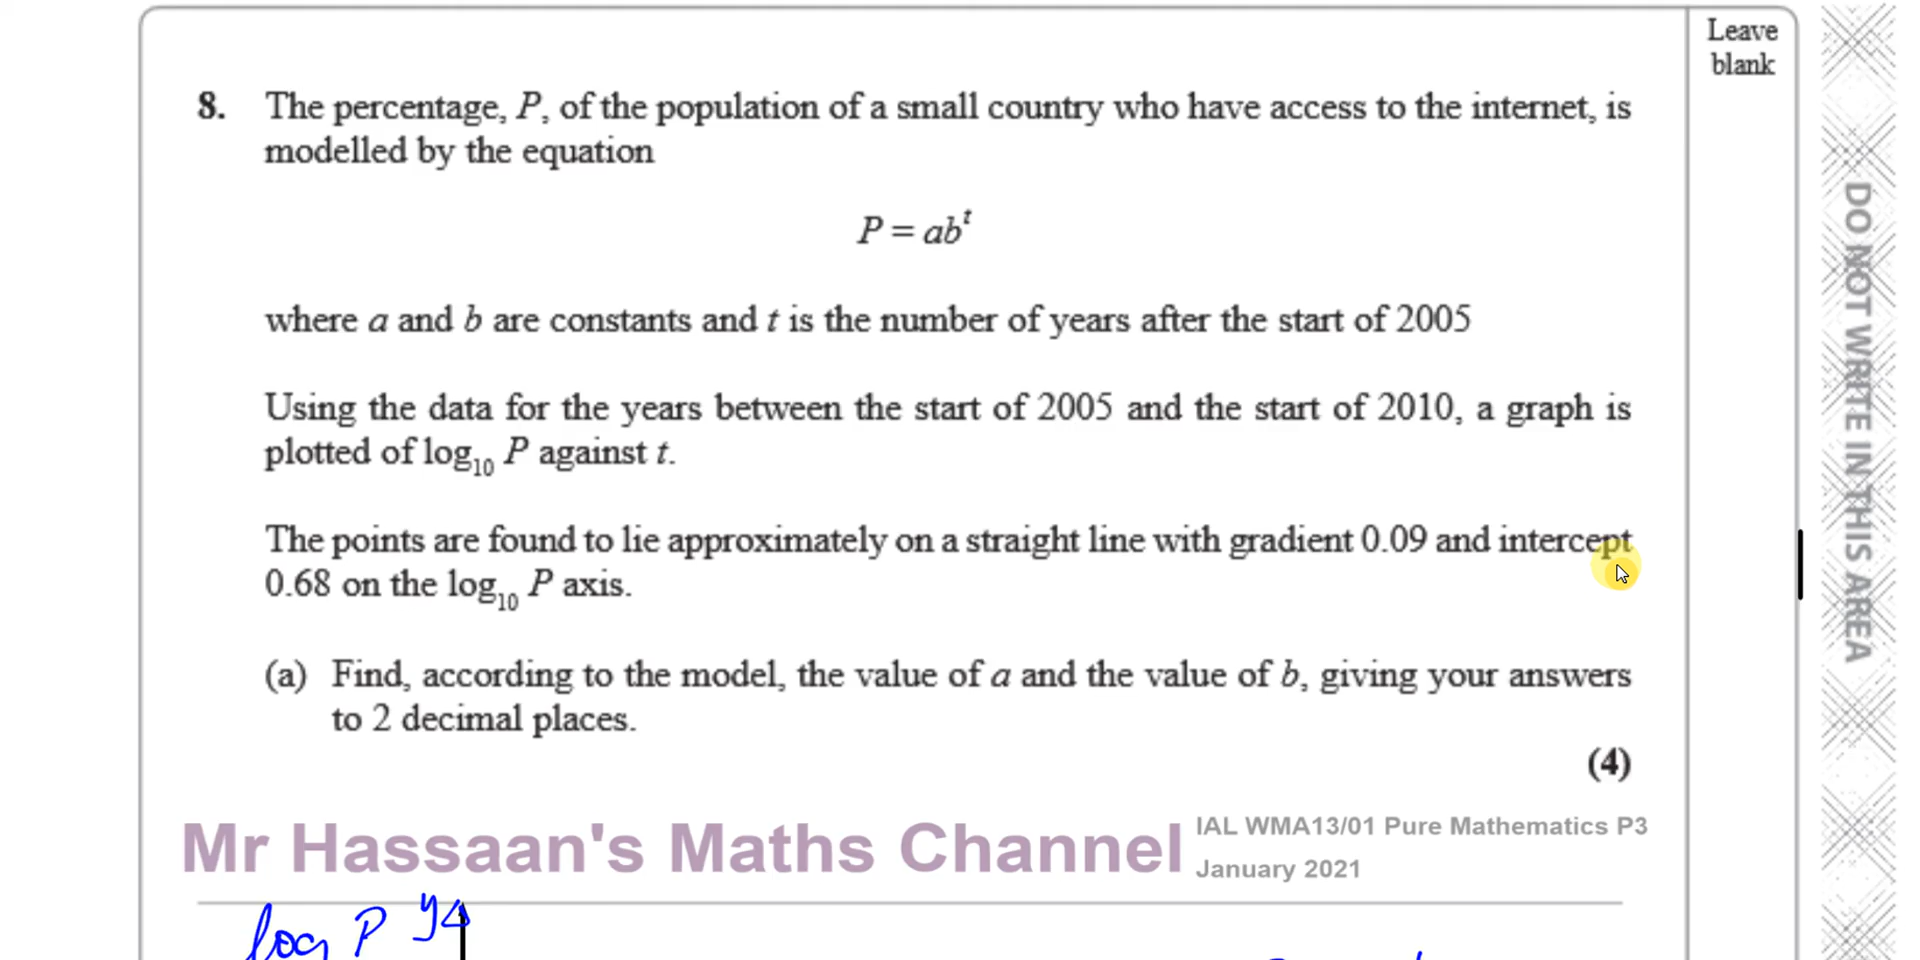 Leave
blank
8. The percentage, P, of the population of a small country who have access to the internet, is
modelled by the equation
P = abᵗ
where a and b are constants and t is the number of years after the start of 2005
Using the data for the years between the start of 2005 and the start of 2010, a graph is
plotted of log₁₀ P against t.
The points are found to lie approximately on a straight line with gradient 0.09 and intercept
0.68 on the log₁₀ P axis.
(a) Find, according to the model, the value of a and the value of b, giving your answers
to 2 decimal places.
(4)
Mr Hassaan's Maths Channel
IAL WMA13/01 Pure Mathematics P3
January 2021
log P y
DO NOT WRITE IN THIS AREA